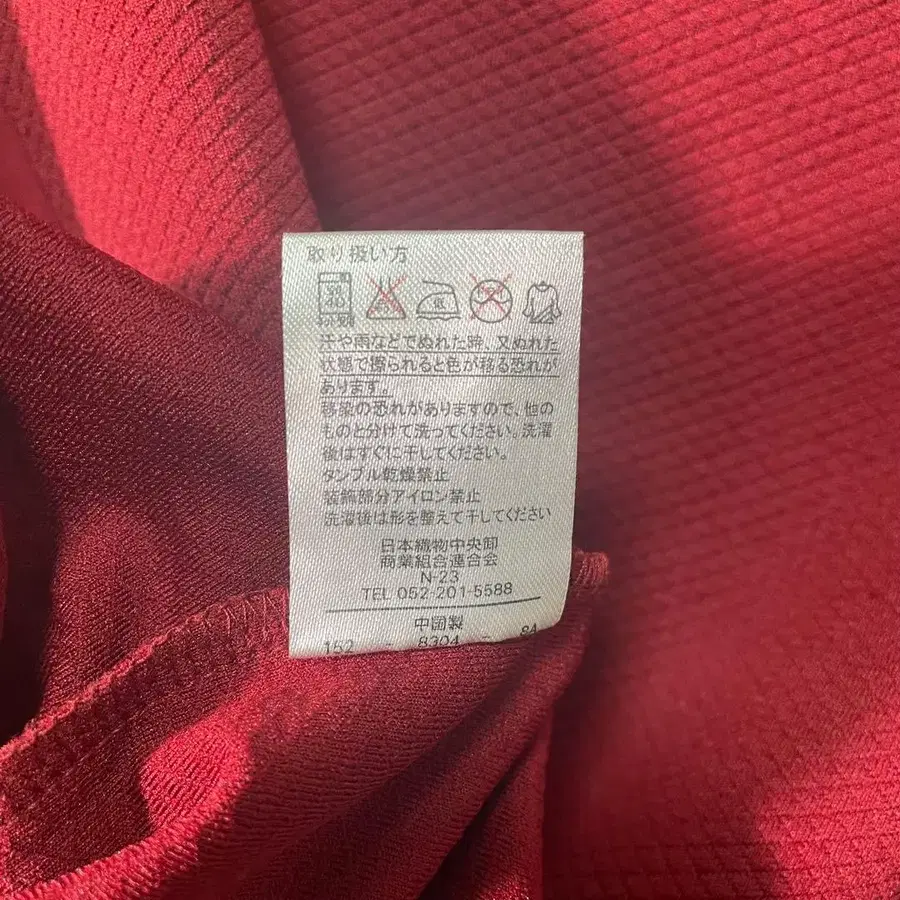 取り扱い方
40
低
汗や雨などでぬれた時、又ぬれた
状態で擦られると色が移る恐れが
あります。
移染の恐れがありますので、他の
ものと分けて洗ってください。洗濯
後はすぐに干してください。
タンブル乾燥禁止
装飾部分アイロン禁止
洗濯後は形を整えて干してください
日本織物中央卸
商業組合連合会
N-23
TEL 052-201-5588
中国製
152 - 8304 - 84